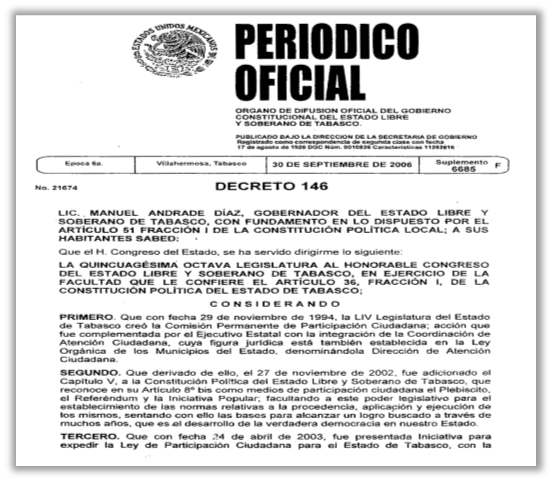 ESTADOS UNIDOS MEXICANOS
PERIODICO
OFICIAL
ORGANO DE DIFUSION OFICIAL DEL GOBIERNO
CONSTITUCIONAL DEL ESTADO LIBRE
Y SOBERANO DE TABASCO.
PUBLICADO BAJO LA DIRECCION DE LA SECRETARIA DE GOBIERNO
Registrado como correspondencia de segunda clase con fecha
17 de agosto de 1926 DGC Núm. 0010826 Características 11282816
Epoca 6a.
Villahermosa, Tabasco
30 DE SEPTIEMBRE DE 2006
Suplemento
6685
F
No. 21674
DECRETO 146
LIC. MANUEL ANDRADE DÍAZ, GOBERNADOR DEL ESTADO LIBRE Y
SOBERANO DE TABASCO, CON FUNDAMENTO EN LO DISPUESTO POR EL
ARTÍCULO 51 FRACCIÓN I DE LA CONSTITUCIÓN POLÍTICA LOCAL; A SUS
HABITANTES SABED:
Que el H. Congreso del Estado, se ha servido dirigirme lo siguiente:
LA QUINCUAGÉSIMA OCTAVA LEGISLATURA AL HONORABLE CONGRESO
DEL ESTADO LIBRE Y SOBERANO DE TABASCO, EN EJERCICIO DE LA
FACULTAD QUE LE CONFIERE EL ARTÍCULO 36, FRACCIÓN I, DE LA
CONSTITUCIÓN POLÍTICA DEL ESTADO DE TABASCO;
C O N S I D E R A N D O
PRIMERO. Que con fecha 29 de noviembre de 1994, la LIV Legislatura del Estado
de Tabasco creó la Comisión Permanente de Participación Ciudadana; acción que
fue complementada por el Ejecutivo Estatal con la integración de la Coordinación de
Atención Ciudadana, cuya figura jurídica está también establecida en la Ley
Orgánica de los Municipios del Estado, denominándola Dirección de Atención
Ciudadana.
SEGUNDO. Que derivado de ello, el 27 de noviembre de 2002, fue adicionado el
Capítulo V, a la Constitución Política del Estado Libre y Soberano de Tabasco, que
reconoce en su Artículo 8º bis como medios de participación ciudadana el Plebiscito,
el Referéndum y la Iniciativa Popular; facultando a este poder legislativo para el
establecimiento de las normas relativas a la procedencia, aplicación y ejecución de
los mismos, sentando con ello las bases para alcanzar un logro buscado a través de
muchos años, que es el desarrollo de la verdadera democracia en nuestro Estado.
TERCERO. Que con fecha 24 de abril de 2003, fue presentada Iniciativa para
expedir la Ley de Participación Ciudadana para el Estado de Tabasco, con la